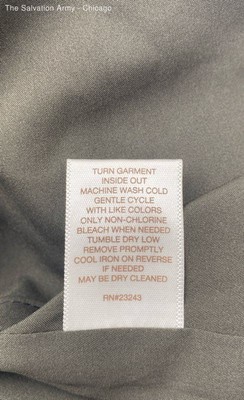 The Salvation Army - Chicago
TURN GARMENT
INSIDE OUT
MACHINE WASH COLD
GENTLE CYCLE
WITH LIKE COLORS
ONLY NON-CHLORINE
BLEACH WHEN NEEDED
TUMBLE DRY LOW
REMOVE PROMPTLY
COOL IRON ON REVERSE
IF NEEDED
MAY BE DRY CLEANED
RN#23243